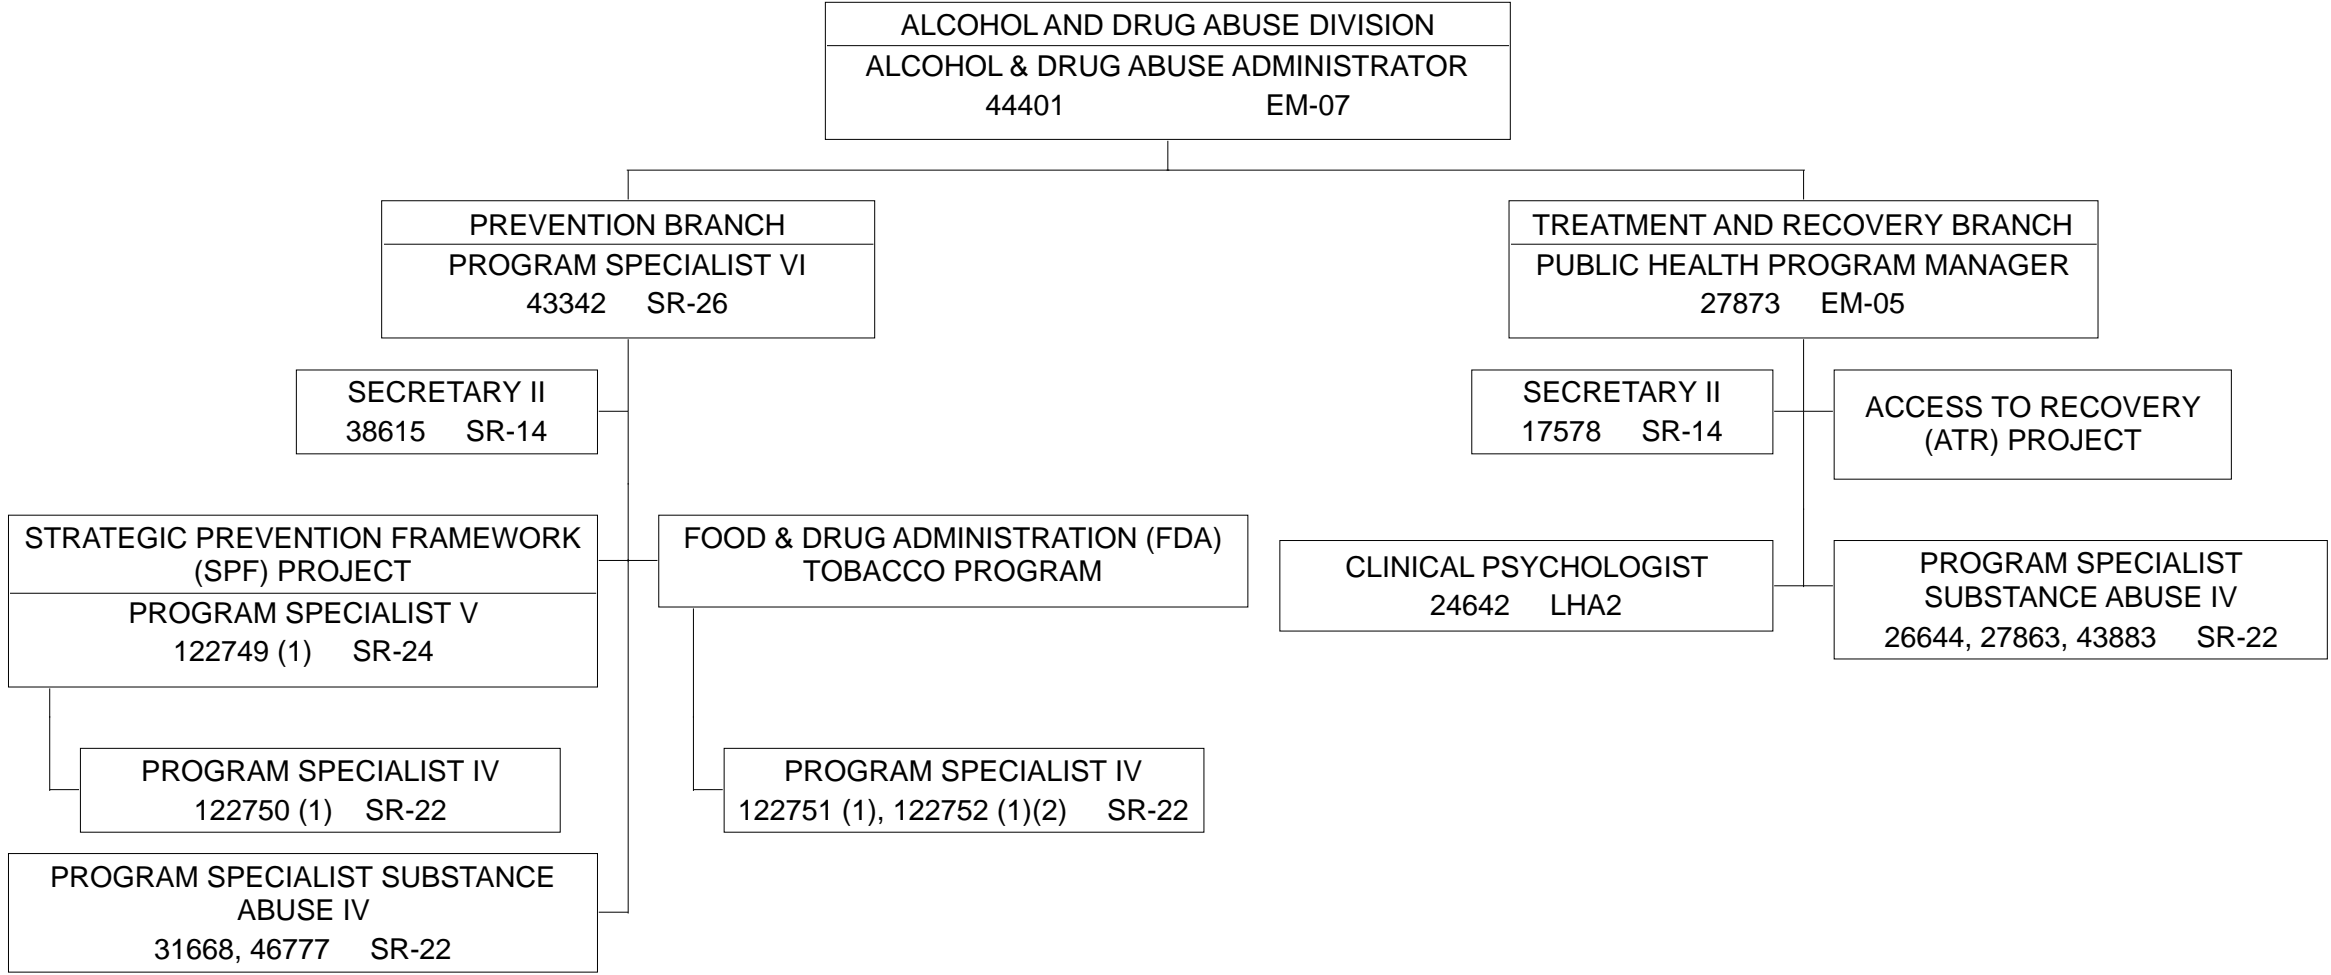 ALCOHOL AND DRUG ABUSE DIVISION
ALCOHOL & DRUG ABUSE ADMINISTRATOR
44401 EM-07
PREVENTION BRANCH
PROGRAM SPECIALIST VI
43342 SR-26
SECRETARY II
38615 SR-14
STRATEGIC PREVENTION FRAMEWORK
(SPF) PROJECT
PROGRAM SPECIALIST V
122749 (1) SR-24
PROGRAM SPECIALIST IV
122750 (1) SR-22
PROGRAM SPECIALIST SUBSTANCE
ABUSE IV
31668, 46777 SR-22
FOOD & DRUG ADMINISTRATION (FDA)
TOBACCO PROGRAM
PROGRAM SPECIALIST IV
122751 (1), 122752 (1)(2) SR-22
TREATMENT AND RECOVERY BRANCH
PUBLIC HEALTH PROGRAM MANAGER
27873 EM-05
SECRETARY II
17578 SR-14
ACCESS TO RECOVERY
(ATR) PROJECT
CLINICAL PSYCHOLOGIST
24642 LHA2
PROGRAM SPECIALIST
SUBSTANCE ABUSE IV
26644, 27863, 43883 SR-22